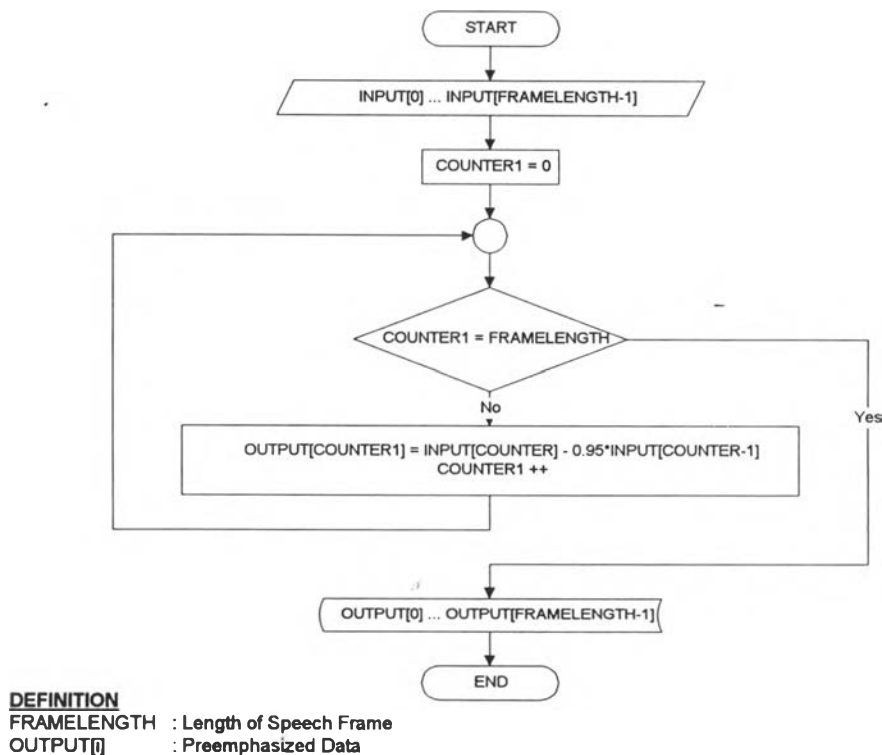 START
INPUT[0] ... INPUT[FRAMELENGTH-1]
COUNTER1 = 0
COUNTER1 = FRAMELENGTH
No
Yes
OUTPUT[COUNTER1] = INPUT[COUNTER] - 0.95*INPUT[COUNTER-1]
COUNTER1 ++
OUTPUT[0] ... OUTPUT[FRAMELENGTH-1]
END
DEFINITION
FRAMELENGTH : Length of Speech Frame
OUTPUT[i] : Preemphasized Data